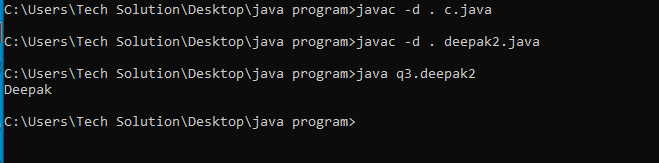 C:\Users\Tech Solution\Desktop\java program>javac -d . c.java
C:\Users\Tech Solution\Desktop\java program>javac -d . deepak2.java
C:\Users\Tech Solution\Desktop\java program>java q3.deepak2
Deepak
C:\Users\Tech Solution\Desktop\java program>